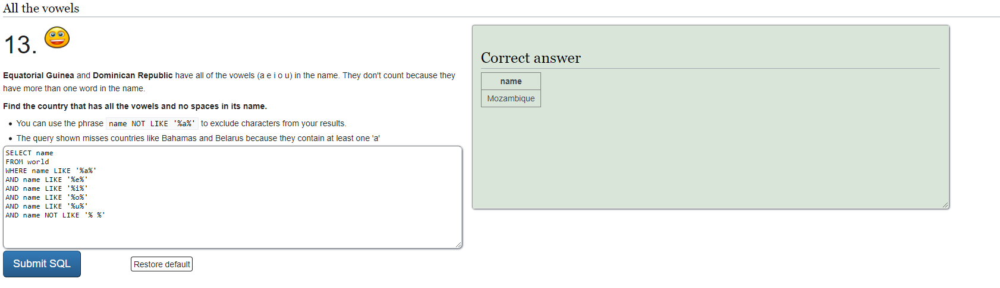 All the vowels
13.
Equatorial Guinea and Dominican Republic have all of the vowels (a e i o u) in the name. They don't count because they
have more than one word in the name.
Find the country that has all the vowels and no spaces in its name.
• You can use the phrase name NOT LIKE '%a%' to exclude characters from your results.
• The query shown misses countries like Bahamas and Belarus because they contain at least one 'a'
SELECT name
FROM world
WHERE name LIKE '%a%'
AND name LIKE '%e%'
AND name LIKE '%i%'
AND name LIKE '%o%'
AND name LIKE '%u%'
AND name NOT LIKE '% %'
Submit SQL
Restore default
Correct answer
name
Mozambique